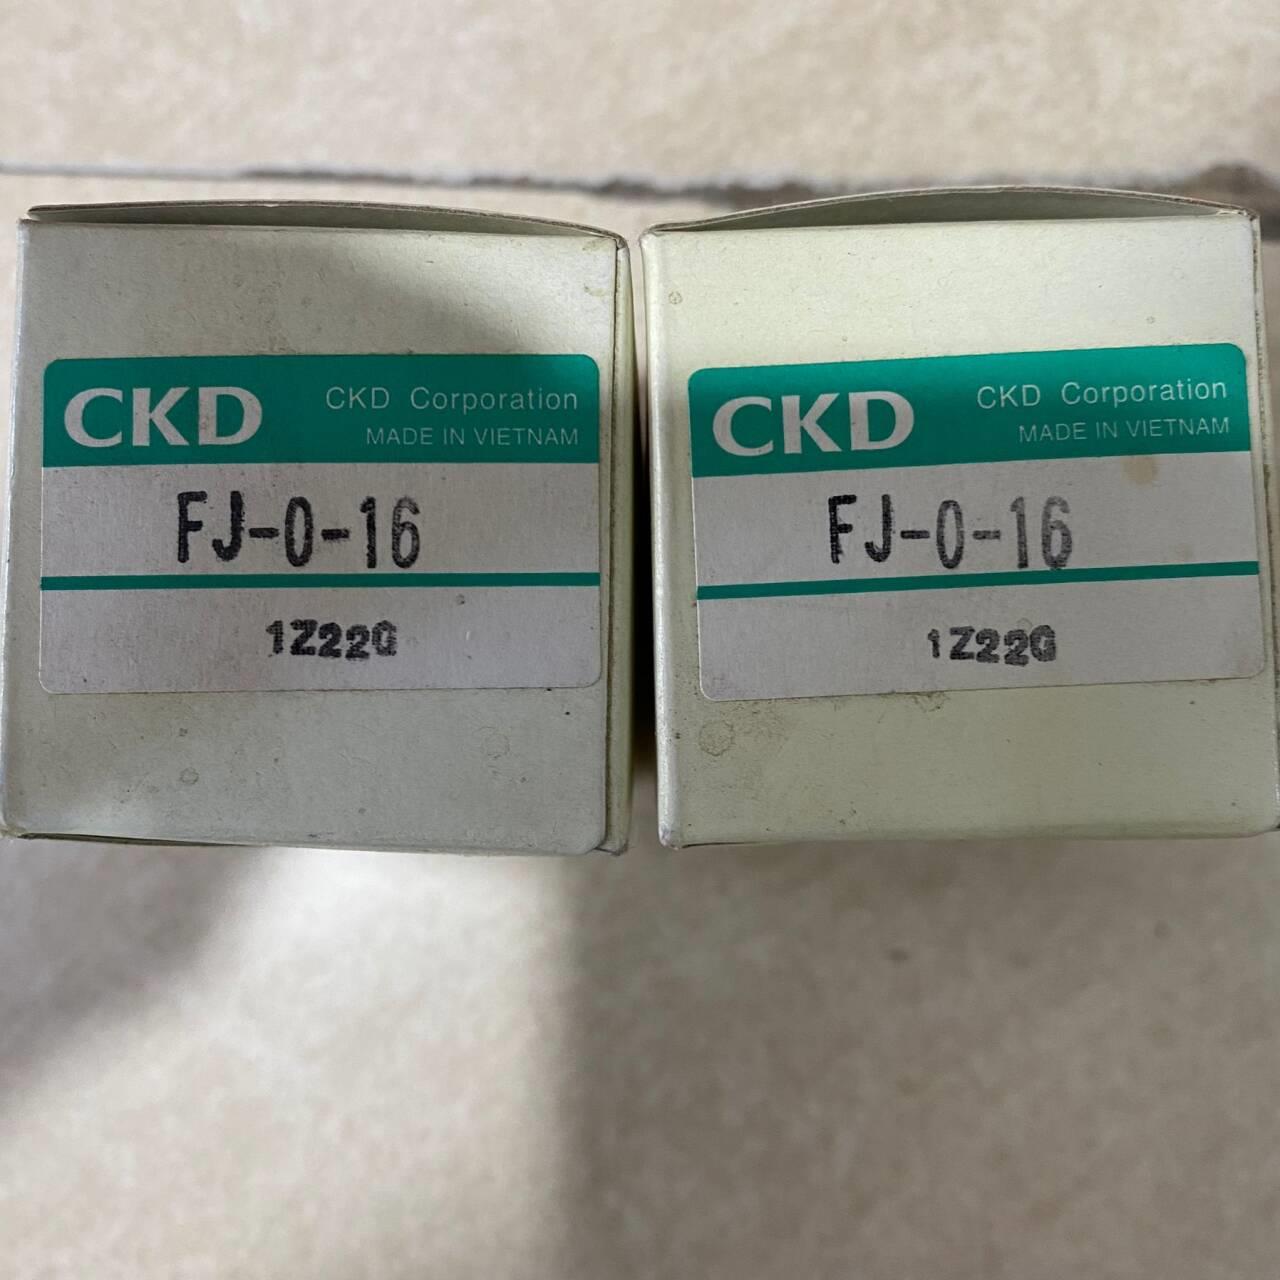 CKD CKD Corporation
MADE IN VIETNAM
FJ-0-16
1Z22G
CKD CKD Corporation
MADE IN VIETNAM
FJ-0-16
1Z22G